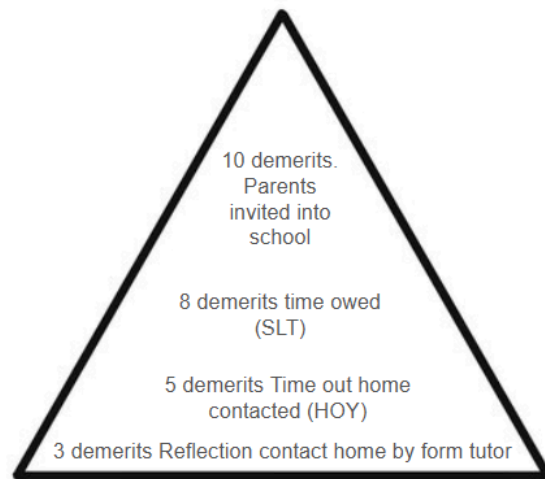 10 demerits.
Parents
invited into
school
8 demerits time owed
(SLT)
5 demerits Time out home
contacted (HOY)
3 demerits Reflection contact home by form tutor